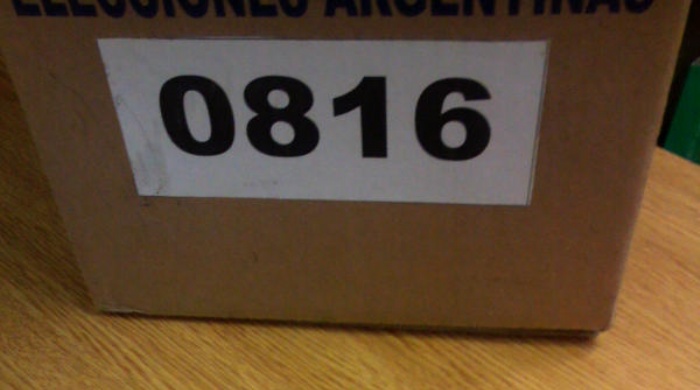 ELECCIONES ARGENTINAS
0816